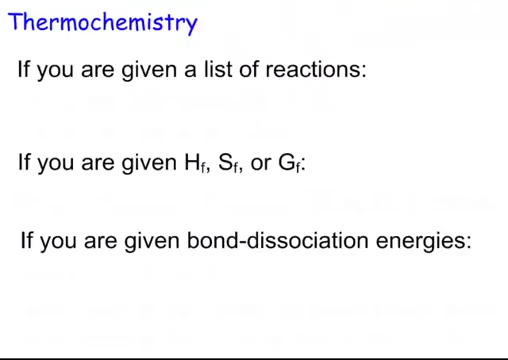 Thermochemistry
If you are given a list of reactions:
If you are given Hf, Sf, or Gf:
If you are given bond-dissociation energies: